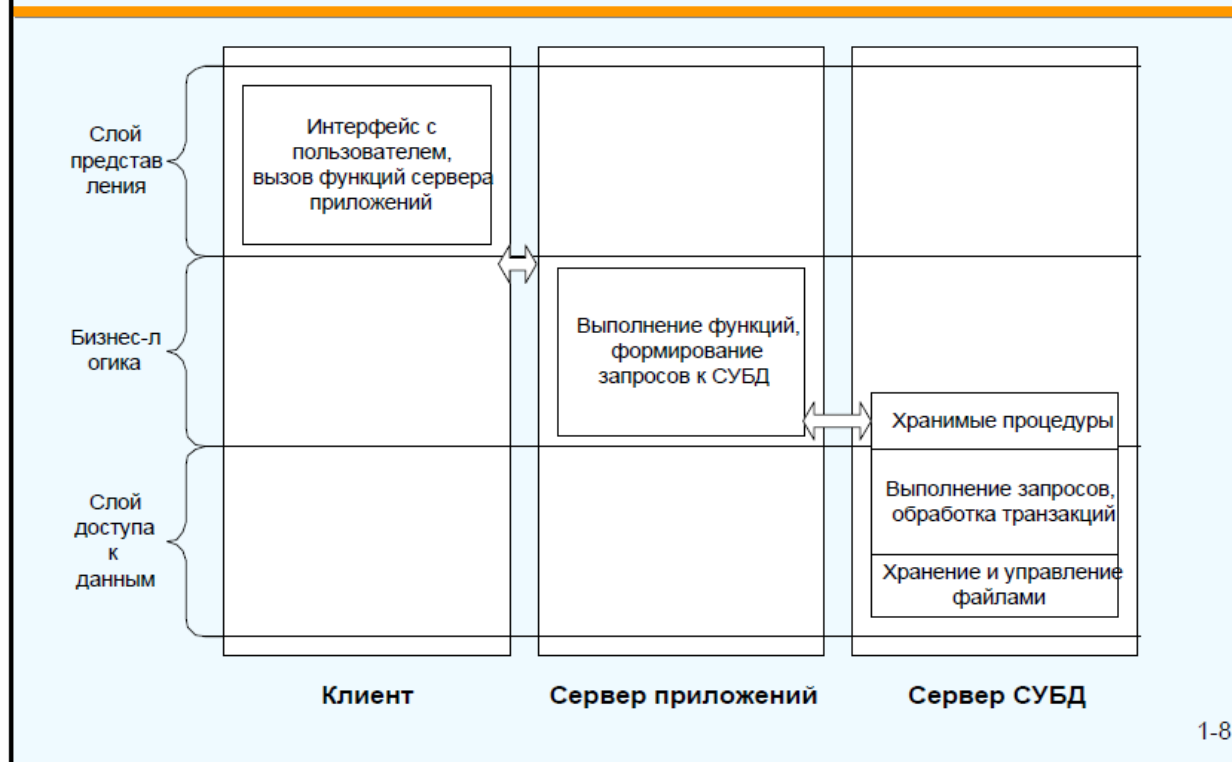 Слой
представ
ления
Интерфейс с
пользователем,
вызов функций сервера
приложений
Бизнес-л
огика
Выполнение функций,
формирование
запросов к СУБД
Хранимые процедуры
Слой
доступа
к
данным
Выполнение запросов,
обработка транзакций
Хранение и управление
файлами
Клиент
Сервер приложений
Сервер СУБД
1-8